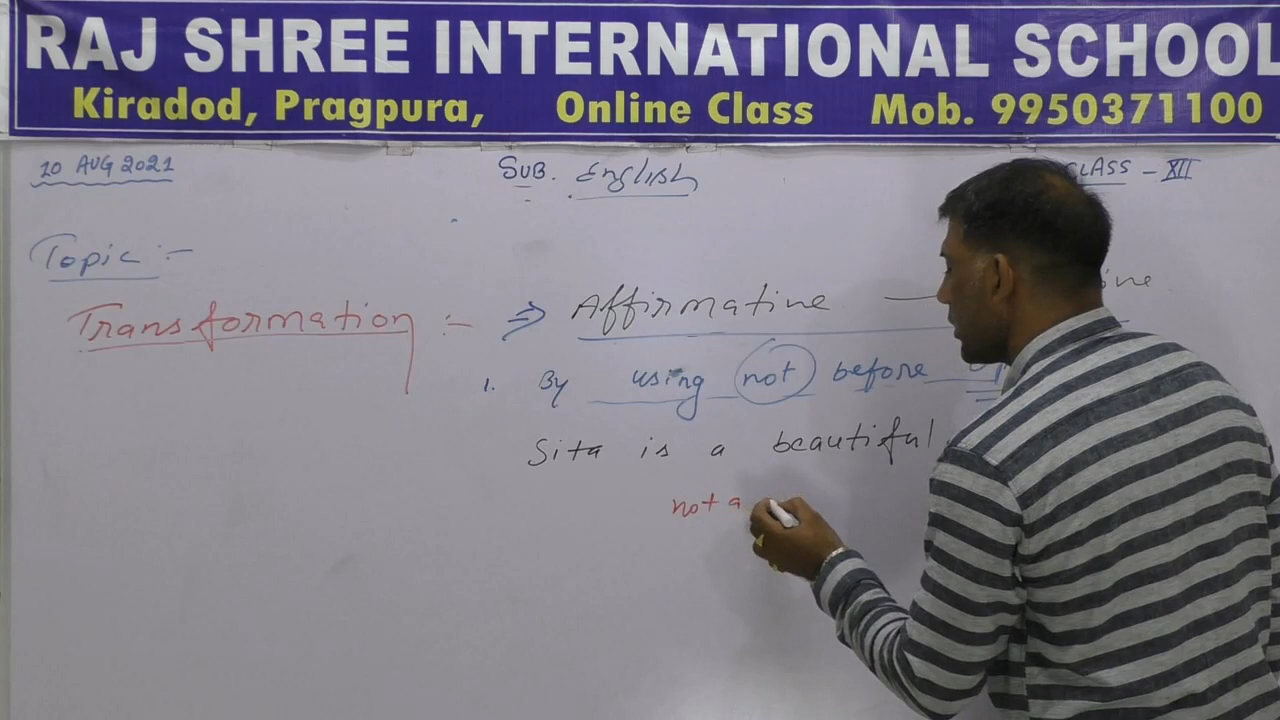 RAJ SHREE INTERNATIONAL SCHOOL
Kiradod, Pragpura, Online Class Mob. 9950371100
10 AUG 2021 SUB. English CLASS - XII
Topic :-
Transformation :- ⇒ Affirmatine —
1. By using not before
Sita is a beautiful
not a